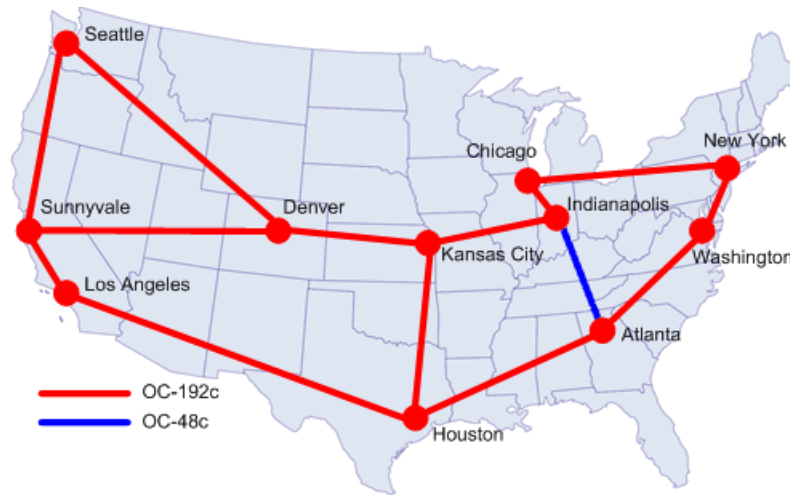 Seattle
Chicago
New York
Sunnyvale
Denver
Indianapolis
Kansas City
Washington
Los Angeles
Atlanta
OC-192c
OC-48c
Houston